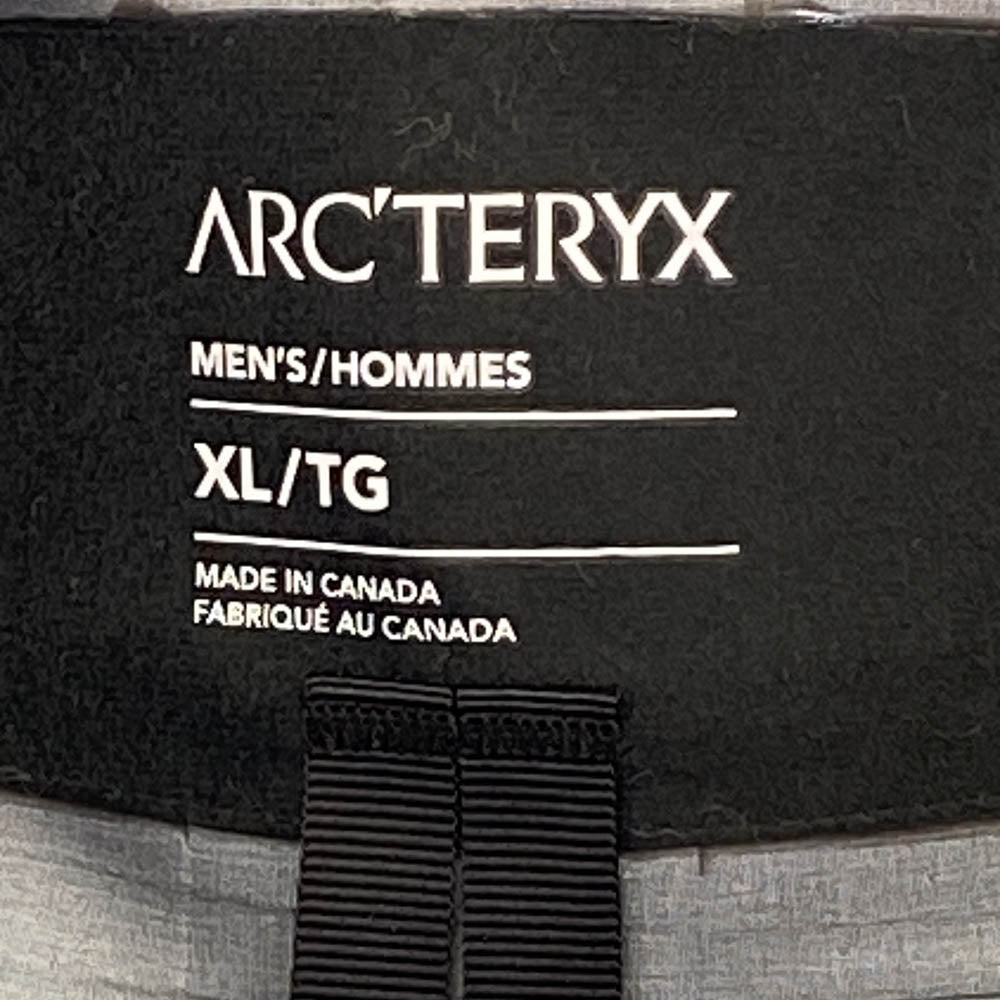 ARC'TERYX
MEN'S/HOMMES
XL/TG
MADE IN CANADA
FABRIQUÉ AU CANADA